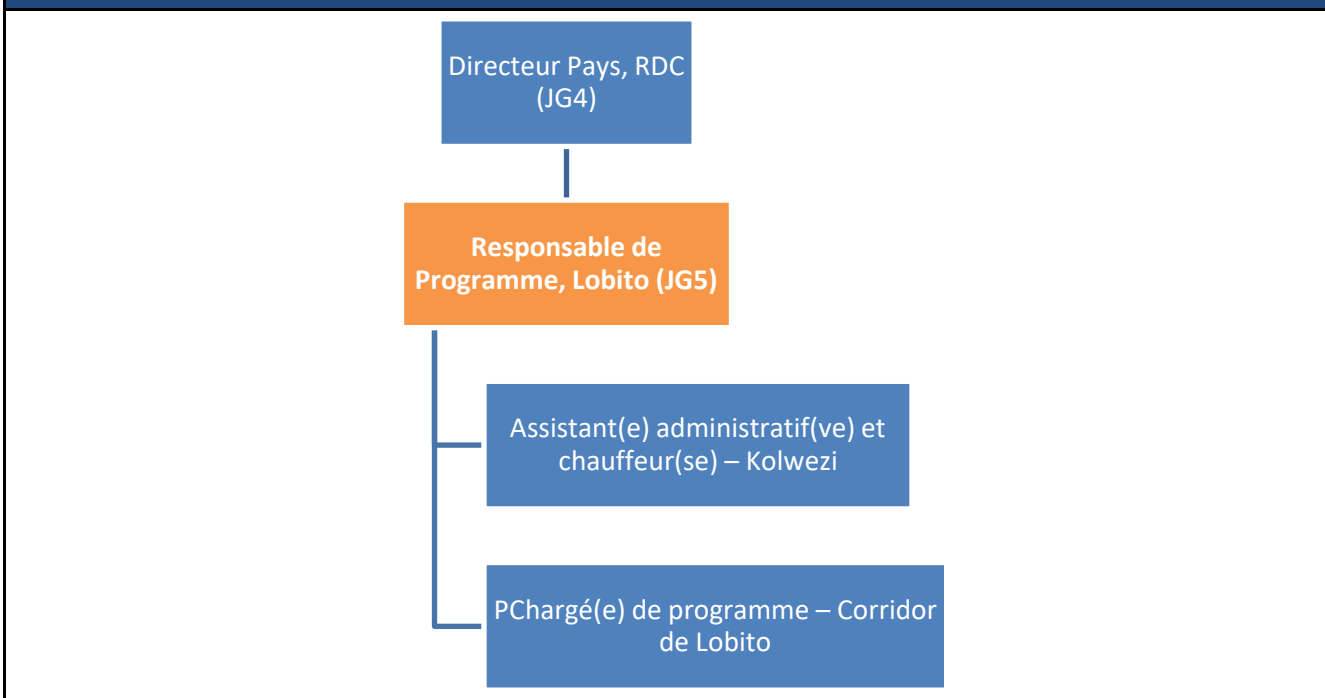 Directeur Pays, RDC
(JG4)
Responsable de
Programme, Lobito (JG5)
Assistant(e) administratif(ve) et
chauffeur(se) – Kolwezi
PChargé(e) de programme – Corridor
de Lobito